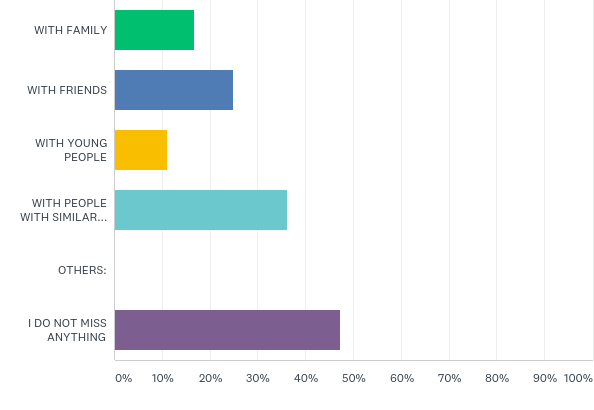 WITH FAMILY
WITH FRIENDS
WITH YOUNG
PEOPLE
WITH PEOPLE
WITH SIMILAR...
OTHERS:
I DO NOT MISS
ANYTHING
0% 10% 20% 30% 40% 50% 60% 70% 80% 90% 100%